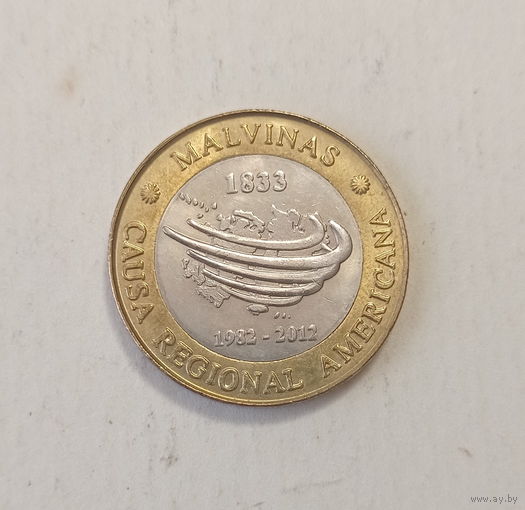 MALVINAS
1833
1982 - 2012
CAUSA REGIONAL AMERICANA
www.ay.by